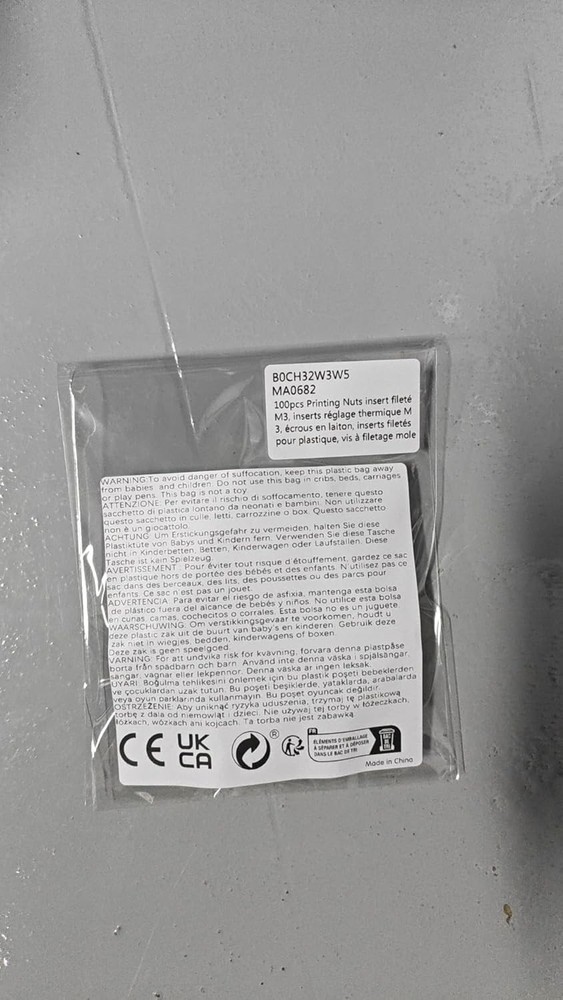 B0CH32W3W5
MA0682
100pcs Printing Nuts insert fileté
M3, inserts réglage thermique M
3, écrous en laiton, inserts filetés
pour plastique, vis à filetage mole
WARNING:To avoid danger of suffocation, keep this plastic bag away
from babies and children. Do not use this bag in cribs, beds, carriages
or play pens. This bag is not a toy
ATTENZIONE: Per evitare il rischio di soffocamento, tenere questo
sacchetto di plastica lontano da neonati e bambini. Non utilizzare
questo sacchetto in culle, letti, carrozzine o box. Questo sacchetto
non è un giocattolo.
ACHTUNG: Um Erstickungsgefahr zu vermeiden, halten Sie diese
Plastiktüte von Babys und Kindern fern. Verwenden Sie diese Tasche
nicht in Kinderbetten, Betten, Kinderwagen oder Laufställen. Diese
Tasche ist kain Spielzeug.
AVERTISSEMENT : Pour éviter tout risque d'étouffement, gardez ce sac
en plastique hors de portée des bébés et des enfants. N'utilisez pas ce
sac dans des berceaux, des lits, des poussettes ou des parcs pour
enfants. Ce sac n'est pas un jouet.
ADVERTENCIA: Para evitar el riesgo de asfixia, mantenga esta bolsa
de plástico fuera del alcance de bebés y niños. No utilice esta bolsa
en cunas, camas, cochecitos o corrales. Esta bolsa no es un juguete.
WAARSCHUWING: Om verstikkingsgevaar te voorkomen, houdt u
deze plastic zak uit de buurt van baby's en kinderen. Gebruik deze
zak niet in wiegjes, bedden, kinderwagens of boxen.
Deze zak is geen speelgoed.
VARNING: För att undvika risk for kvävning, förvara denna plastpåse
borta från spädbarn och barn. Använd inte denna väska i spjälsängar,
sängar, vagnar eller lekpennor. Denna väska är ingen leksak.
UYARI: Boğulma tehlikesini önlemek için bu plastik poşeti bebeklerden
ve çocuklardan uzak tutun. Bu poşeti beşiklerde, yataklarda, arabalarda
veya oyun parklarında kullanmayın. Bu poşet oyuncak değildir.
OSTRZEŻENIE: Aby uniknąć ryzyka uduszenia, trzymaj tę plastikową
torbę z dala od niemowląt i dzieci. Nie używaj tej torby w łóżeczkach,
łóżkach, wózkach ani kojcach. Ta torba nie jest zabawką
CE UK
CA ®
FR
ÉLÉMENTS D'EMBALLAGE
À SÉPARER ET À DÉPOSER
DANS LE BAC DE TRI
Made in China